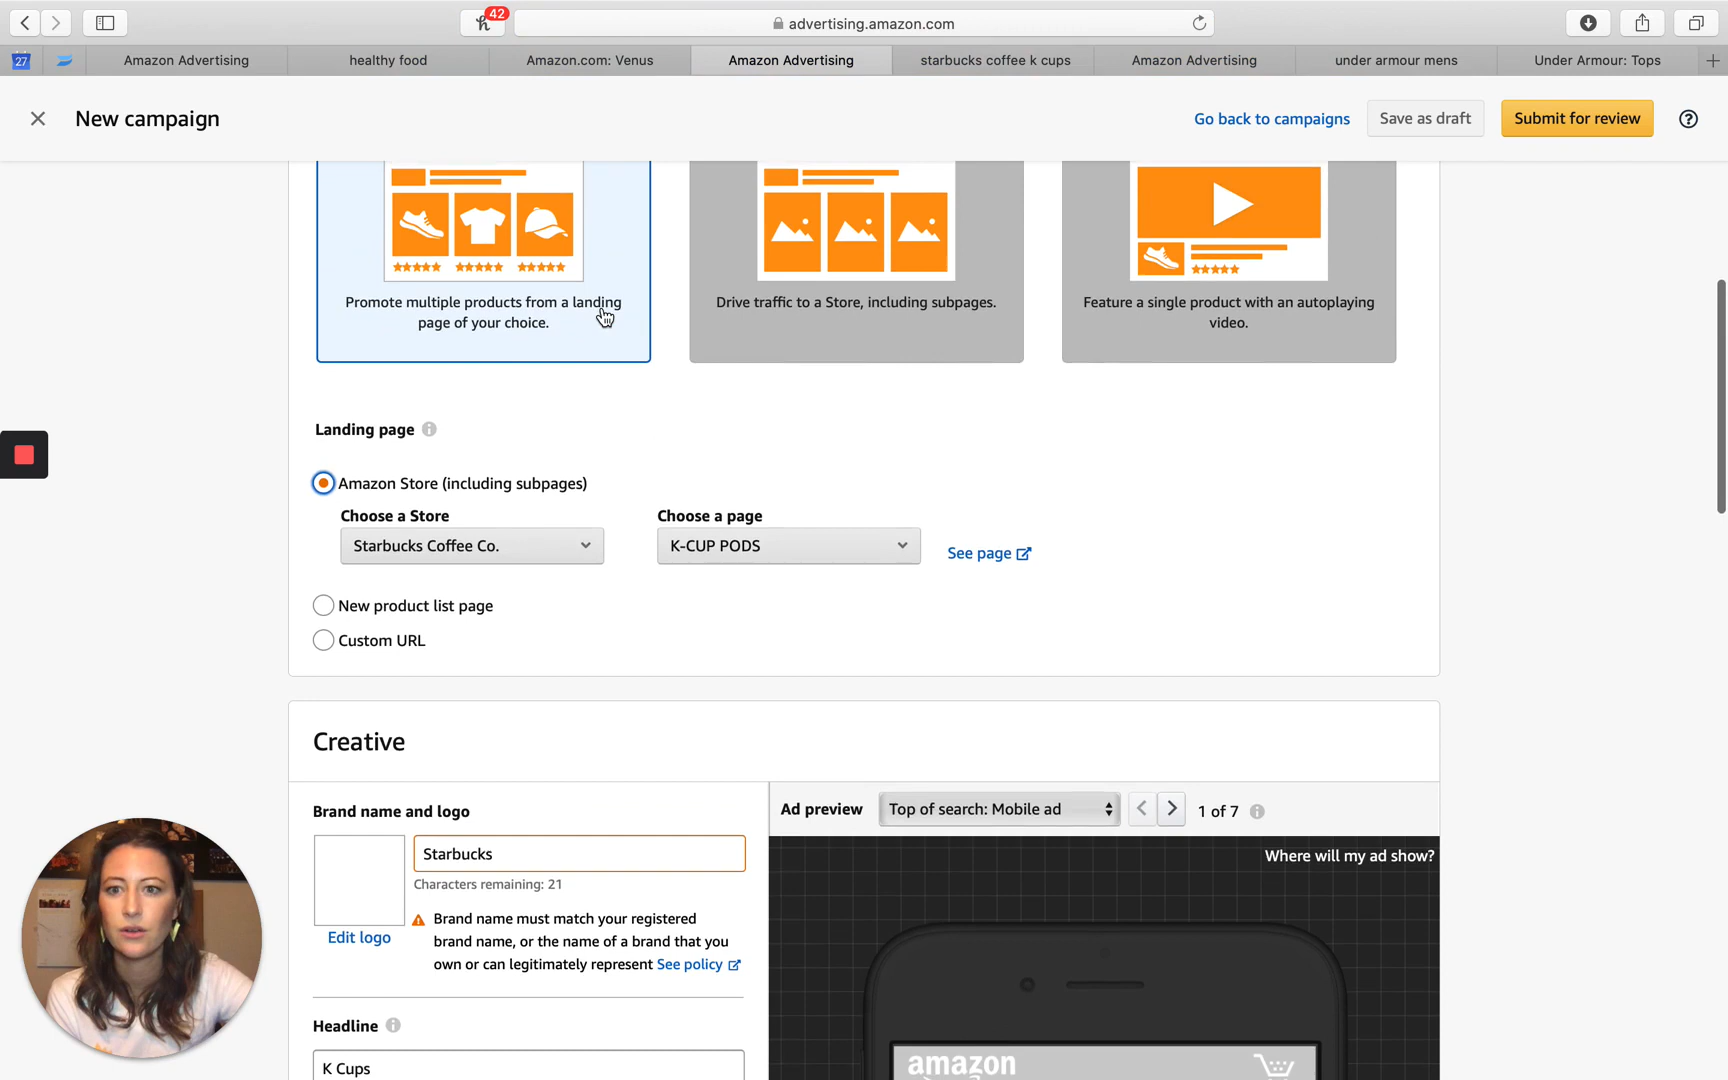 42
advertising.amazon.com
27
Amazon Advertising
healthy food
Amazon.com: Venus
Amazon Advertising
starbucks coffee k cups
Amazon Advertising
under armour mens
Under Armour: Tops
New campaign
Go back to campaigns
Save as draft
Submit for review
Promote multiple products from a landing
page of your choice.
Drive traffic to a Store, including subpages.
Feature a single product with an autoplaying
video.
Landing page
Amazon Store (including subpages)
Choose a Store
Choose a page
Starbucks Coffee Co.
K-CUP PODS
See page
New product list page
Custom URL
Creative
Brand name and logo
Ad preview
Top of search: Mobile ad
1 of 7
Starbucks
Where will my ad show?
Characters remaining: 21
Brand name must match your registered
brand name, or the name of a brand that you
own or can legitimately represent See policy
Edit logo
Headline
K Cups
amazon